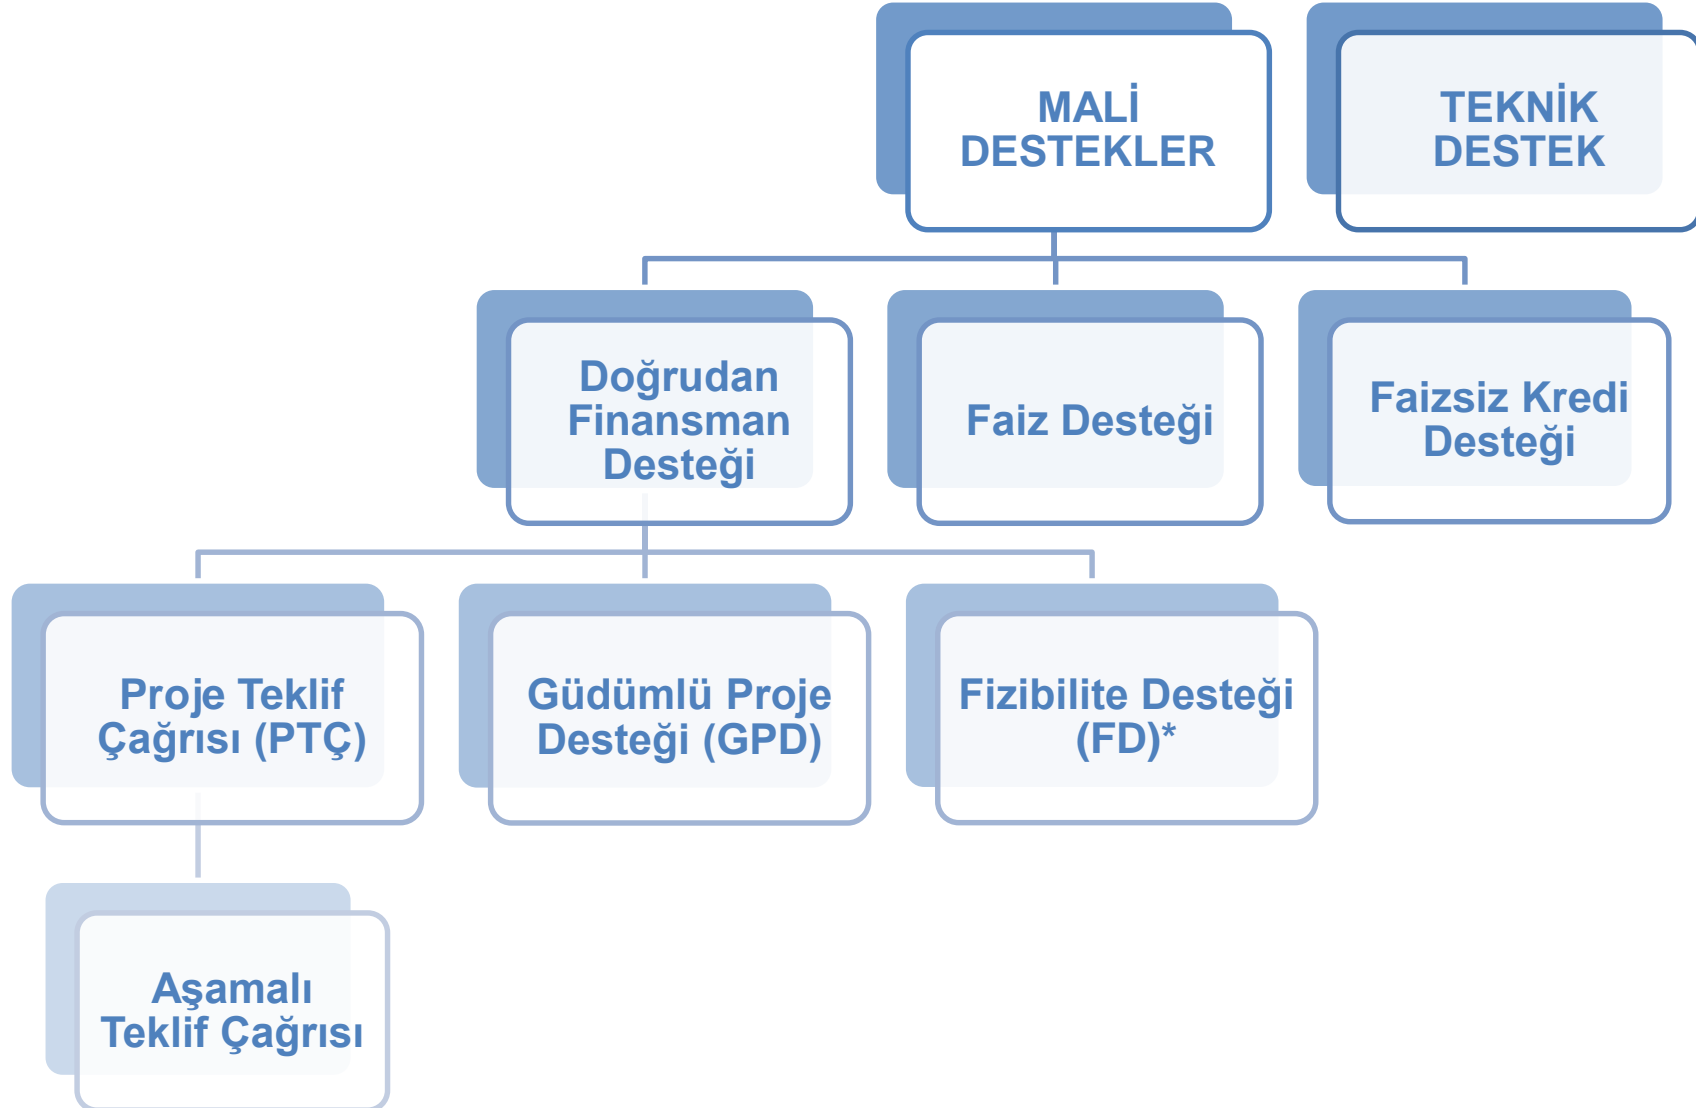 MALİ
DESTEKLER
TEKNİK
DESTEK
Doğrudan
Finansman
Desteği
Faiz Desteği
Faizsiz Kredi
Desteği
Proje Teklif
Çağrısı (PTÇ)
Güdümlü Proje
Desteği (GPD)
Fizibilite Desteği
(FD)*
Aşamalı
Teklif Çağrısı